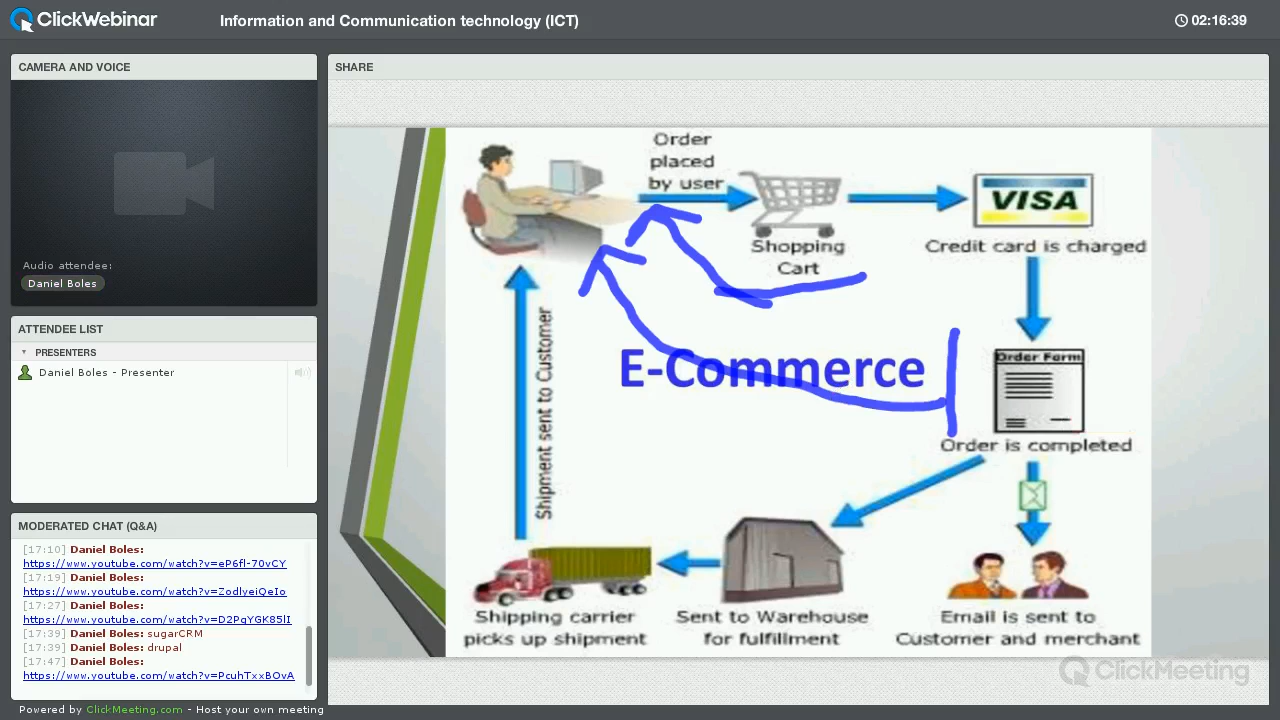 ClickWebinar
Information and Communication technology (ICT)
02:16:39
CAMERA AND VOICE
Audio attendee:
Daniel Boles
ATTENDEE LIST
PRESENTERS
Daniel Boles - Presenter
MODERATED CHAT (Q&A)
[17:10] Daniel Boles:
https://www.youtube.com/watch?v=eP6fl-70vCY
[17:19] Daniel Boles:
https://www.youtube.com/watch?v=ZodlveiQeIo
[17:27] Daniel Boles:
https://www.youtube.com/watch?v=D2PqYGK85lI
[17:39] Daniel Boles: sugarCRM
[17:39] Daniel Boles: drupal
[17:47] Daniel Boles:
https://www.youtube.com/watch?v=PcuhTxxBOvA
Powered by ClickMeeting.com - Host your own meeting
SHARE
Order
placed
by user
Shopping
Cart
VISA
Credit card is charged
Order Form
Order is completed
E-Commerce
Shipment sent to Customer
Shipping carrier
picks up shipment
Sent to Warehouse
for fulfillment
Email is sent to
Customer and merchant
ClickMeeting